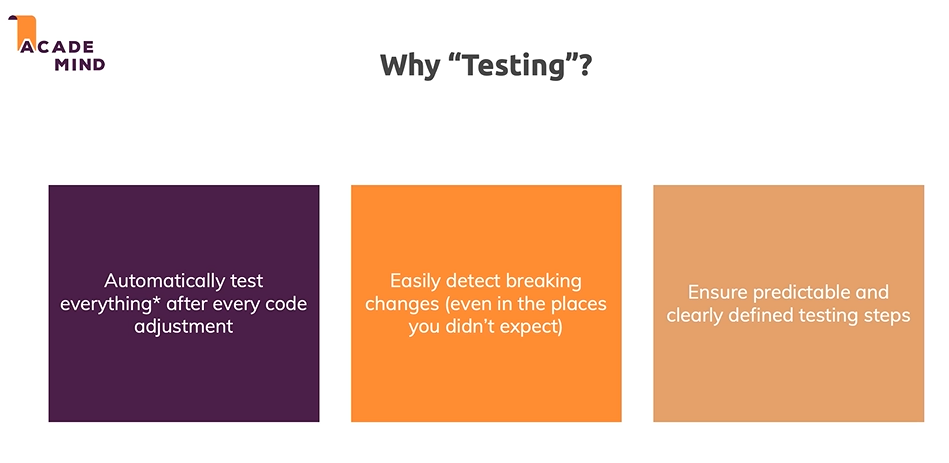 ACADE
MIND
Why “Testing”?
Automatically test
everything* after every code
adjustment
Easily detect breaking
changes (even in the places
you didn’t expect)
Ensure predictable and
clearly defined testing steps